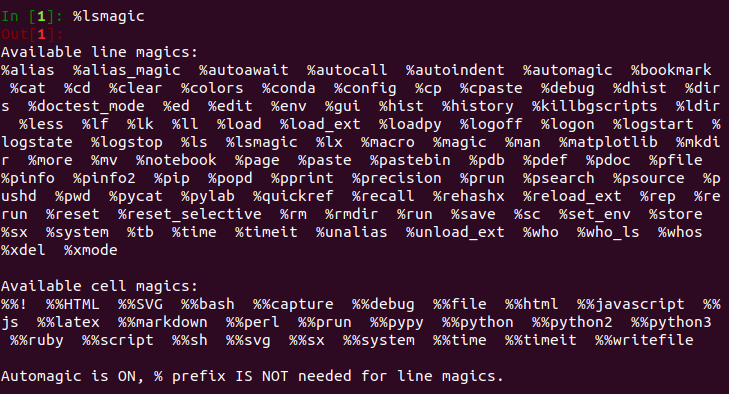 In [1]: %lsmagic
Out[1]:
Available line magics:
%alias  %alias_magic  %autoawait  %autocall  %autoindent  %automagic  %bookmark
 %cat  %cd  %clear  %colors  %conda  %config  %cp  %cpaste  %debug  %dhist  %dir
s  %doctest_mode  %ed  %edit  %env  %gui  %hist  %history  %killbgscripts  %ldir
  %less  %lf  %lk  %ll  %load  %load_ext  %loadpy  %logoff  %logon  %logstart  %
logstate  %logstop  %ls  %lsmagic  %lx  %macro  %magic  %man  %matplotlib  %mkdi
r  %more  %mv  %notebook  %page  %paste  %pastebin  %pdb  %pdef  %pdoc  %pfile
%pinfo  %pinfo2  %pip  %popd  %pprint  %precision  %prun  %psearch  %psource  %p
ushd  %pwd  %pycat  %pylab  %quickref  %recall  %rehashx  %reload_ext  %rep  %re
run  %reset  %reset_selective  %rm  %rmdir  %run  %save  %sc  %set_env  %store
%sx  %system  %tb  %time  %timeit  %unalias  %unload_ext  %who  %who_ls  %whos
%xdel  %xmode
Available cell magics:
%%!  %%HTML  %%SVG  %%bash  %%capture  %%debug  %%file  %%html  %%javascript  %%
js  %%latex  %%markdown  %%perl  %%prun  %%pypy  %%python  %%python2  %%python3
 %%ruby  %%script  %%sh  %%svg  %%sx  %%system  %%time  %%timeit  %%writefile
Automagic is ON, % prefix IS NOT needed for line magics.